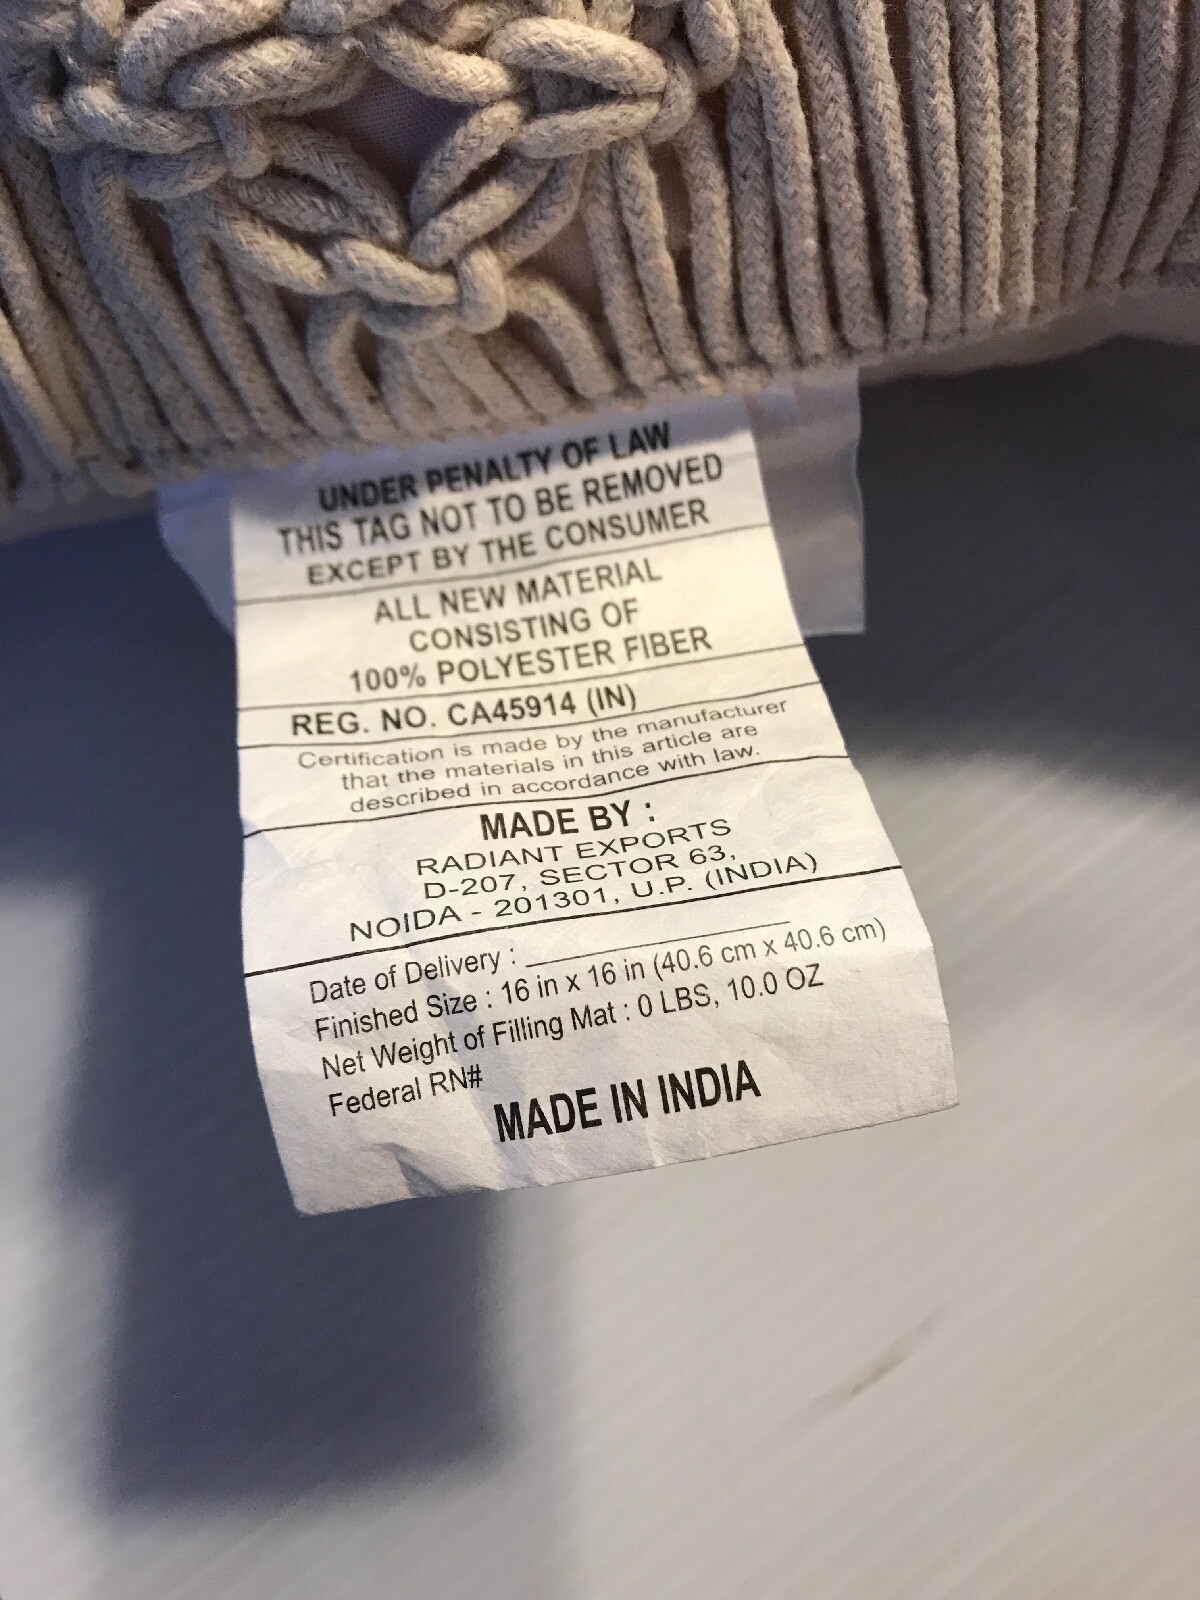 UNDER PENALTY OF LAW
THIS TAG NOT TO BE REMOVED
EXCEPT BY THE CONSUMER
ALL NEW MATERIAL
CONSISTING OF
100% POLYESTER FIBER
REG. NO. CA45914 (IN)
Certification is made by the manufacturer
that the materials in this article are
described in accordance with law.
MADE BY :
RADIANT EXPORTS
D-207, SECTOR 63,
NOIDA - 201301, U.P. (INDIA)
Date of Delivery :
Finished Size : 16 in x 16 in (40.6 cm x 40.6 cm)
Net Weight of Filling Mat : 0 LBS, 10.0 OZ
Federal RN#
MADE IN INDIA